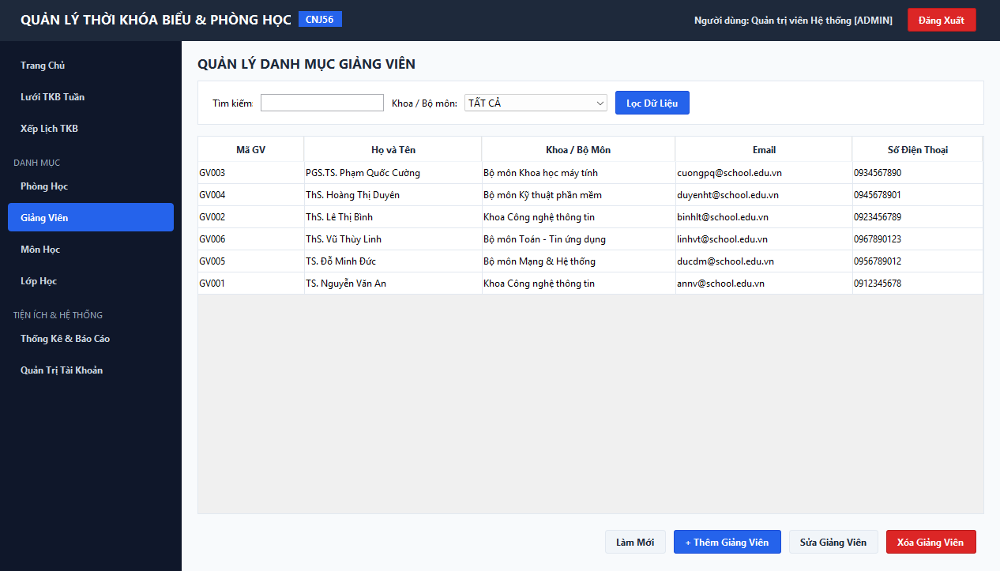 QUẢN LÝ THỜI KHÓA BIỂU & PHÒNG HỌC CNJ56 Người dùng: Quản trị viên Hệ thống [ADMIN] Đăng Xuất
Trang Chủ
Lưới TKB Tuần
Xếp Lịch TKB
DANH MỤC
Phòng Học
Giảng Viên
Môn Học
Lớp Học
TIỆN ÍCH & HỆ THỐNG
Thống Kê & Báo Cáo
Quản Trị Tài Khoản
QUẢN LÝ DANH MỤC GIẢNG VIÊN
Tìm kiếm: Khoa / Bộ môn: TẤT CẢ Lọc Dữ Liệu
Mã GV Họ và Tên Khoa / Bộ Môn Email Số Điện Thoại
GV003 PGS.TS. Phạm Quốc Cường Bộ môn Khoa học máy tính cuongpq@school.edu.vn 0934567890
GV004 ThS. Hoàng Thị Duyên Bộ môn Kỹ thuật phần mềm duyenht@school.edu.vn 0945678901
GV002 ThS. Lê Thị Bình Khoa Công nghệ thông tin binhlt@school.edu.vn 0923456789
GV006 ThS. Vũ Thùy Linh Bộ môn Toán - Tin ứng dụng linhvt@school.edu.vn 0967890123
GV005 TS. Đỗ Minh Đức Bộ môn Mạng & Hệ thống ducdm@school.edu.vn 0956789012
GV001 TS. Nguyễn Văn An Khoa Công nghệ thông tin annv@school.edu.vn 0912345678
Làm Mới + Thêm Giảng Viên Sửa Giảng Viên Xóa Giảng Viên